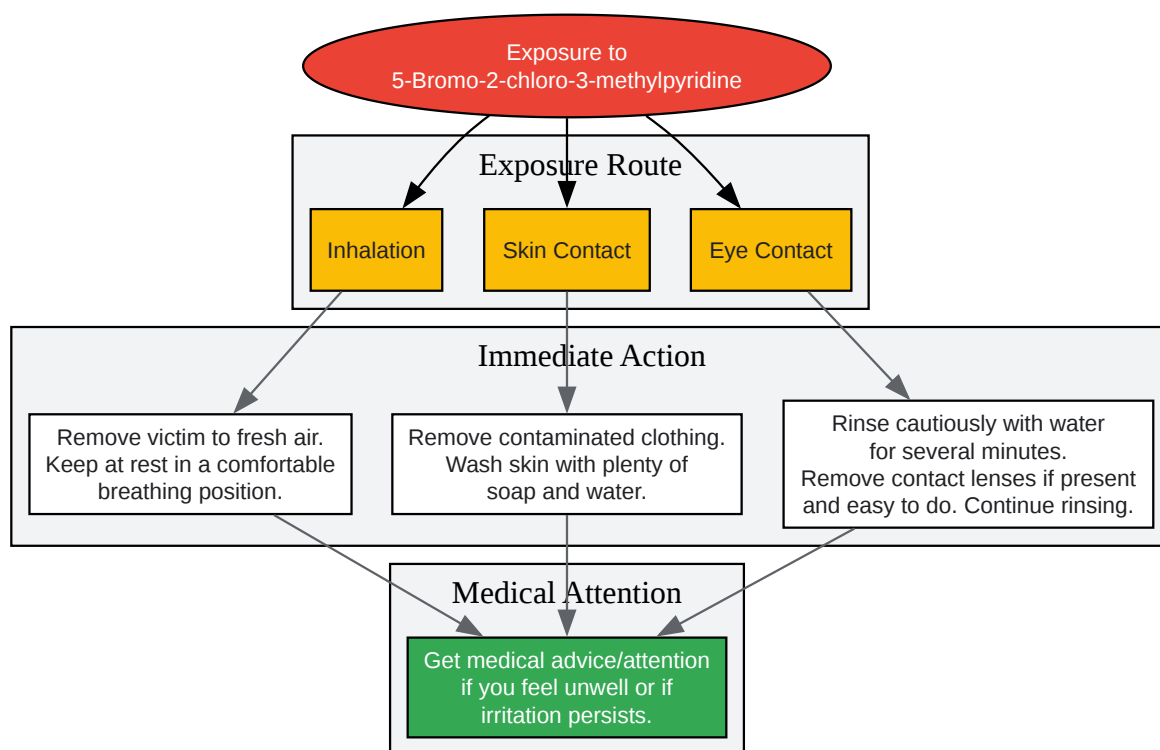 Exposure to
5-Bromo-2-chloro-3-methylpyridine
Exposure Route
Inhalation
Skin Contact
Eye Contact
Immediate Action
Remove victim to fresh air.
Keep at rest in a comfortable
breathing position.
Remove contaminated clothing.
Wash skin with plenty of
soap and water.
Rinse cautiously with water
for several minutes.
Remove contact lenses if present
and easy to do. Continue rinsing.
Medical Attention
Get medical advice/attention
if you feel unwell or if
irritation persists.